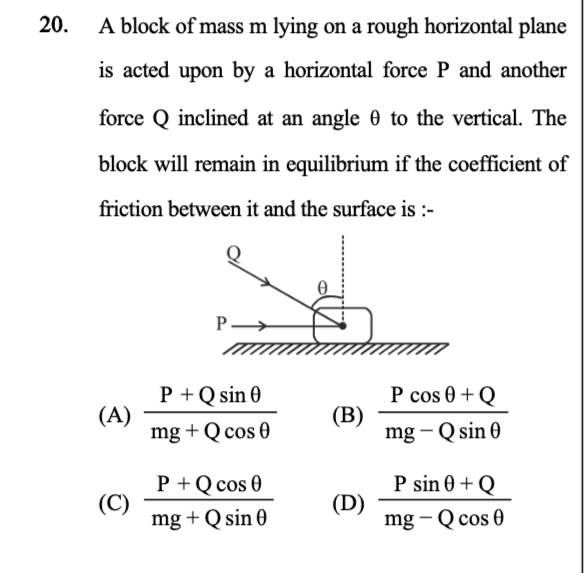 20. A block of mass m lying on a rough horizontal plane
is acted upon by a horizontal force P and another
force Q inclined at an angle θ to the vertical. The
block will remain in equilibrium if the coefficient of
friction between it and the surface is :-
Q
θ
P
(A) P + Q sin θ / mg + Q cos θ (B) P cos θ + Q / mg − Q sin θ
(C) P + Q cos θ / mg + Q sin θ (D) P sin θ + Q / mg − Q cos θ